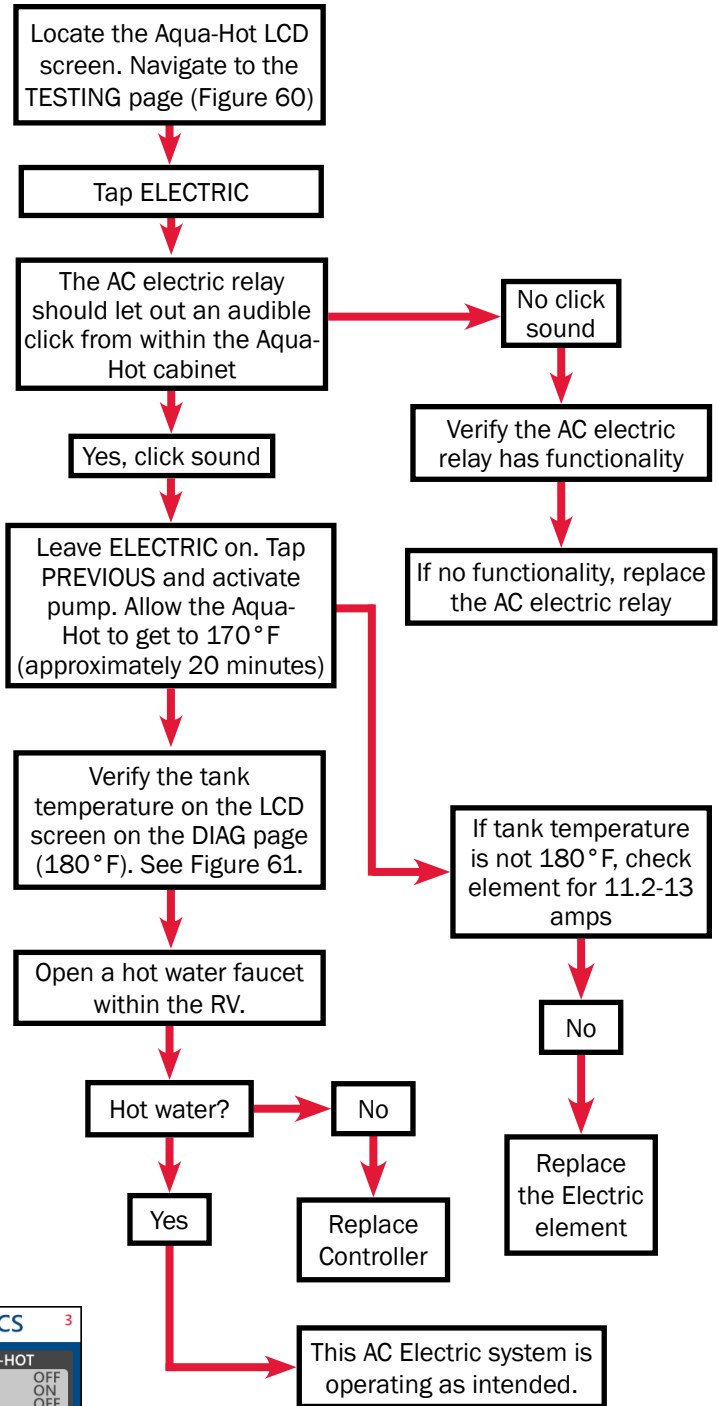 Locate the Aqua-Hot LCD
screen. Navigate to the
TESTING page (Figure 60)
Tap ELECTRIC
The AC electric relay
should let out an audible
click from within the Aqua-
Hot cabinet
No click
sound
Yes, click sound
Verify the AC electric
relay has functionality
If no functionality, replace
the AC electric relay
Leave ELECTRIC on. Tap
PREVIOUS and activate
pump. Allow the Aqua-
Hot to get to 170°F
(approximately 20 minutes)
Verify the tank
temperature on the LCD
screen on the DIAG page
(180°F). See Figure 61.
If tank temperature
is not 180°F, check
element for 11.2-13
amps
Open a hot water faucet
within the RV.
No
Hot water?
No
Replace
the Electric
element
Yes
Replace
Controller
This AC Electric system is
operating as intended.
CS 3
-HOT
OFF
ON
OFF